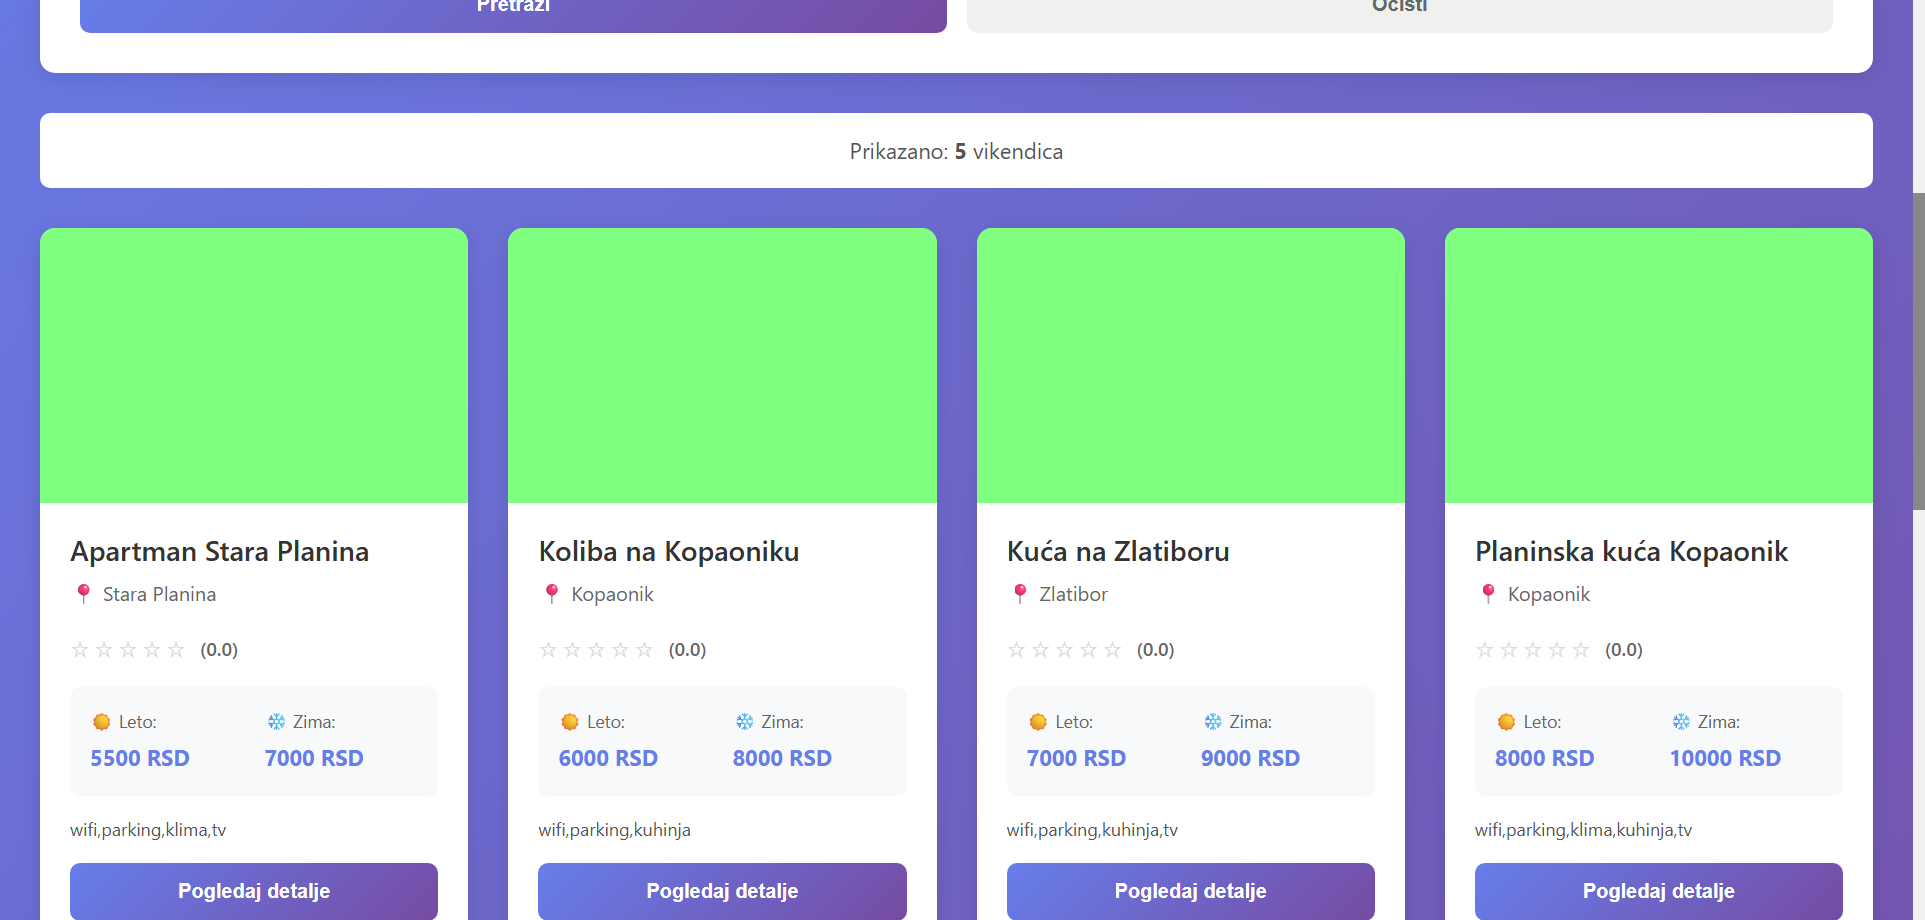 Pretraži
Očisti
Prikazano: 5 vikendica
Apartman Stara Planina
Stara Planina
(0.0)
Leto:
Zima:
5500 RSD
7000 RSD
wifi,parking,klima,tv
Pogledaj detalje
Koliba na Kopaoniku
Kopaonik
(0.0)
Leto:
Zima:
6000 RSD
8000 RSD
wifi,parking,kuhinja
Pogledaj detalje
Kuća na Zlatiboru
Zlatibor
(0.0)
Leto:
Zima:
7000 RSD
9000 RSD
wifi,parking,kuhinja,tv
Pogledaj detalje
Planinska kuća Kopaonik
Kopaonik
(0.0)
Leto:
Zima:
8000 RSD
10000 RSD
wifi,parking,klima,kuhinja,tv
Pogledaj detalje